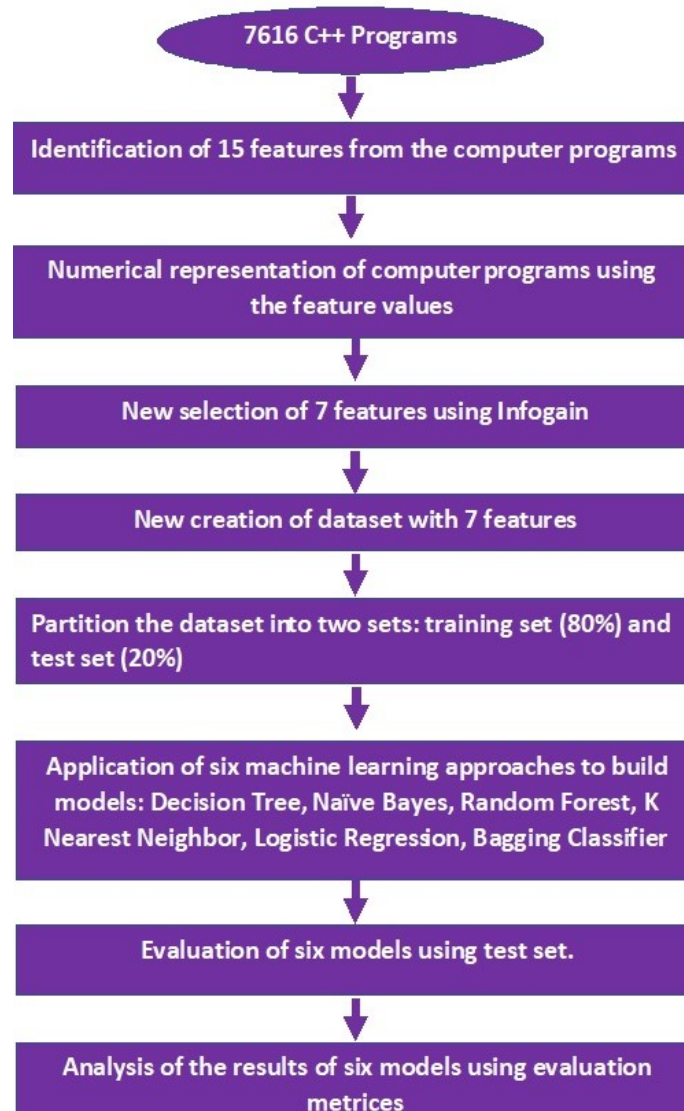 7616 C++ Programs
Identification of 15 features from the computer programs
Numerical representation of computer programs using
the feature values
New selection of 7 features using Infogain
New creation of dataset with 7 features
Partition the dataset into two sets: training set (80%) and
test set (20%)
Application of six machine learning approaches to build
models: Decision Tree, Naïve Bayes, Random Forest, K
Nearest Neighbor, Logistic Regression, Bagging Classifier
Evaluation of six models using test set.
Analysis of the results of six models using evaluation
metrices